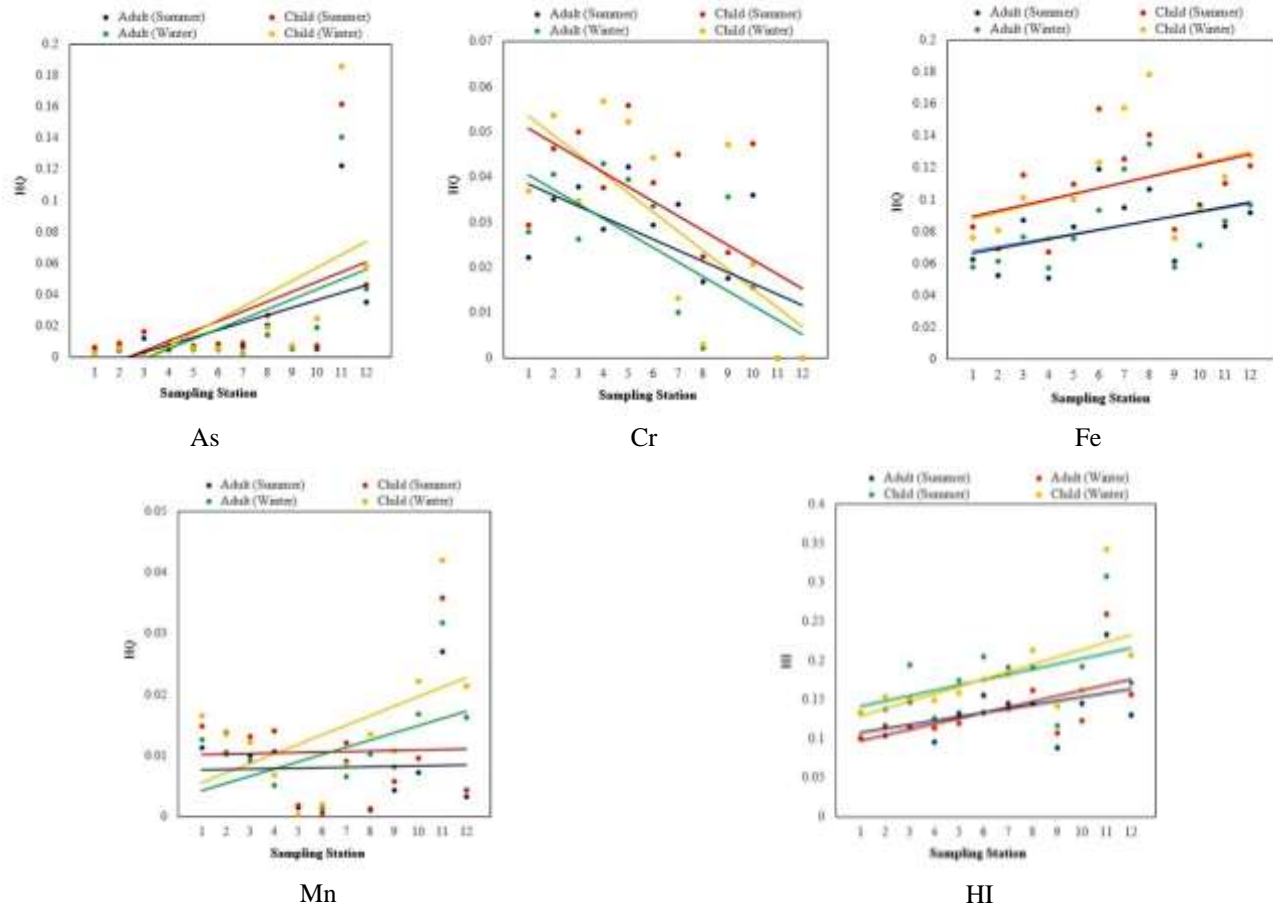 Adult (Summer) Child (Summer)
Adult (Winter) Child (Winter)
HQ
0.2
0.18
0.16
0.14
0.12
0.1
0.08
0.06
0.04
0.02
0
1 2 3 4 5 6 7 8 9 10 11 12
Sampling Station
As
Adult (Summer) Child (Summer)
Adult (Winter) Child (Winter)
HQ
0.07
0.06
0.05
0.04
0.03
0.02
0.01
0
1 2 3 4 5 6 7 8 9 10 11 12
Sampling Station
Cr
Adult (Summer) Child (Summer)
Adult (Winter) Child (Winter)
HQ
0.2
0.18
0.16
0.14
0.12
0.1
0.08
0.06
0.04
0.02
0
1 2 3 4 5 6 7 8 9 10 11 12
Sampling Station
Fe
Adult (Summer) Child (Summer)
Adult (Winter) Child (Winter)
HQ
0.05
0.04
0.03
0.02
0.01
0
1 2 3 4 5 6 7 8 9 10 11 12
Sampling Station
Mn
Adult (Summer) Adult (Winter)
Child (Summer) Child (Winter)
HI
0.4
0.35
0.3
0.25
0.2
0.15
0.1
0.05
0
1 2 3 4 5 6 7 8 9 10 11 12
Sampling Station
HI